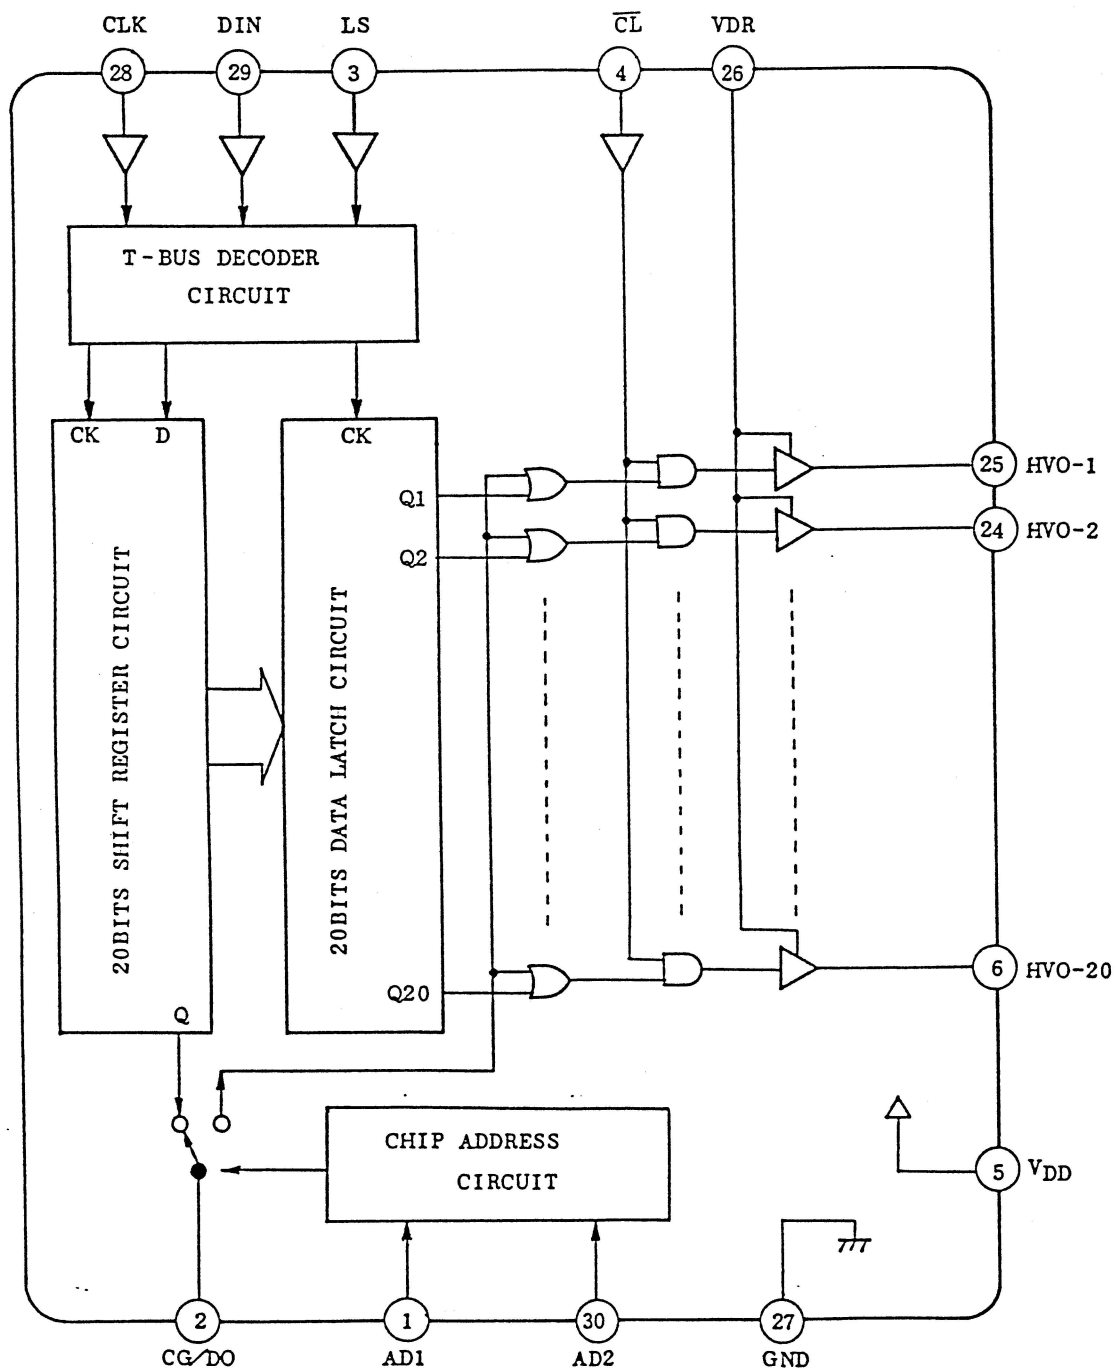 CLK DIN LS C̅L̅ VDR
28 29 3 4 26
T-BUS DECODER
CIRCUIT
CK D
CK
20BITS SHIFT REGISTER CIRCUIT
20BITS DATA LATCH CIRCUIT
Q1
Q2
Q20
Q
25 HVO-1
24 HVO-2
6 HVO-20
CHIP ADDRESS
CIRCUIT
5 VDD
2 1 30 27
CG/DO AD1 AD2 GND